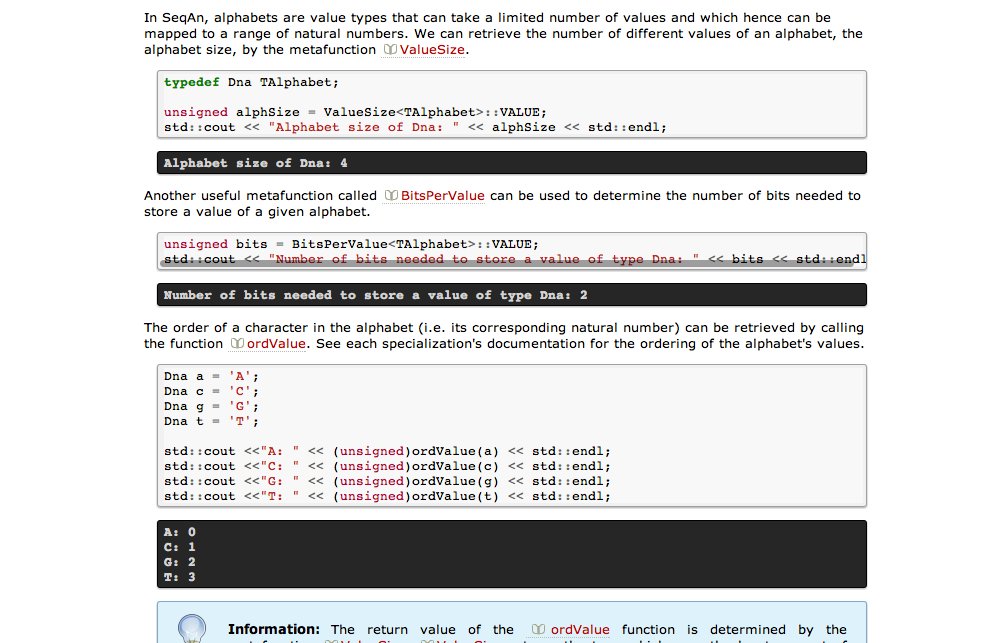 In SeqAn, alphabets are value types that can take a limited number of values and which hence can be
mapped to a range of natural numbers. We can retrieve the number of different values of an alphabet, the
alphabet size, by the metafunction ValueSize.
typedef Dna TAlphabet;
unsigned alphSize = ValueSize<TAlphabet>::VALUE;
std::cout << "Alphabet size of Dna: " << alphSize << std::endl;
Alphabet size of Dna: 4
Another useful metafunction called BitsPerValue can be used to determine the number of bits needed to
store a value of a given alphabet.
unsigned bits = BitsPerValue<TAlphabet>::VALUE;
std::cout << "Number of bits needed to store a value of type Dna: " << bits << std::endl
Number of bits needed to store a value of type Dna: 2
The order of a character in the alphabet (i.e. its corresponding natural number) can be retrieved by calling
the function ordValue. See each specialization's documentation for the ordering of the alphabet's values.
Dna a = 'A';
Dna c = 'C';
Dna g = 'G';
Dna t = 'T';
std::cout <<"A: " << (unsigned)ordValue(a) << std::endl;
std::cout <<"C: " << (unsigned)ordValue(c) << std::endl;
std::cout <<"G: " << (unsigned)ordValue(g) << std::endl;
std::cout <<"T: " << (unsigned)ordValue(t) << std::endl;
A: 0
C: 1
G: 2
T: 3
Information: The return value of the ordValue function is determined by the